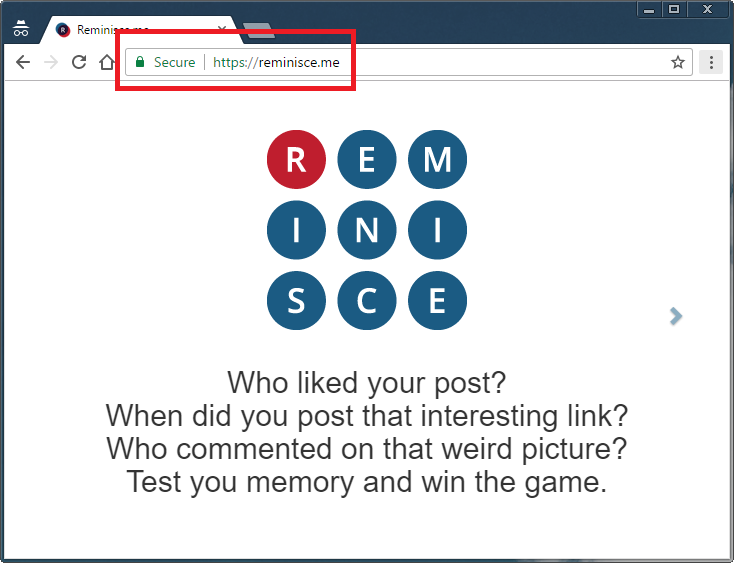 Reminisce.me
Secure | https://reminisce.me
R E M
I N I
S C E
Who liked your post?
When did you post that interesting link?
Who commented on that weird picture?
Test you memory and win the game.